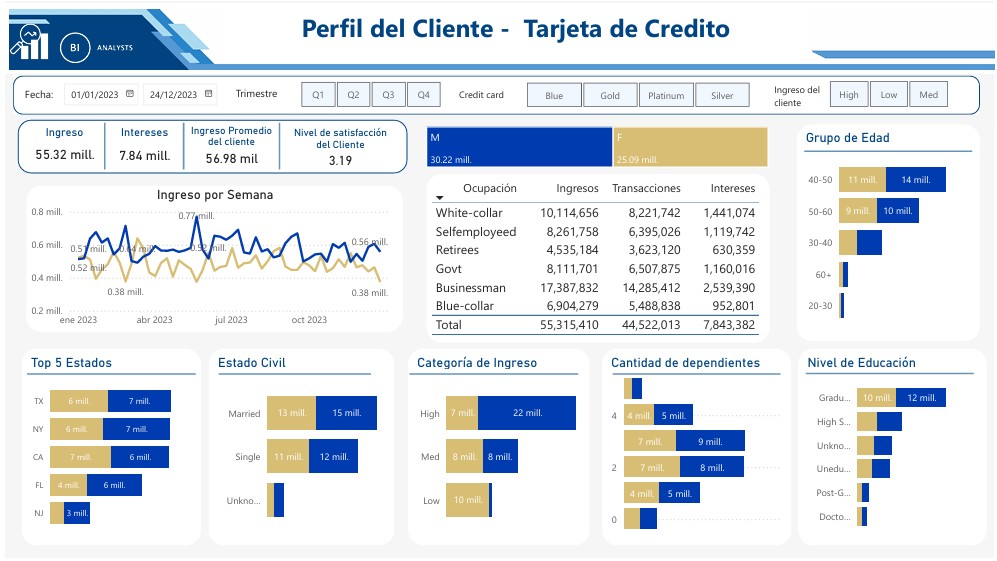 Perfil del Cliente - Tarjeta de Credito
BI ANALYSTS
Fecha: 01/01/2023 24/12/2023 Trimestre Q1 Q2 Q3 Q4 Credit card Blue Gold Platinum Silver Ingreso del cliente High Low Med
Ingreso
55.32 mill.
Intereses
7.84 mill.
Ingreso Promedio
del cliente
56.98 mil
Nivel de satisfacción
del Cliente
3.19
M
30.22 mill.
F
25.09 mill.
Ingreso por Semana
0.8 mill.
0.6 mill.
0.4 mill.
0.2 mill.
0.77 mill.
0.52 mill.
0.56 mill.
0.38 mill.
0.38 mill.
ene 2023 abr 2023 jul 2023 oct 2023
Ocupación Ingresos Transacciones Intereses
White-collar 10,114,656 8,221,742 1,441,074
Selfemployeed 8,261,758 6,395,026 1,119,742
Retirees 4,535,184 3,623,120 630,359
Govt 8,111,701 6,507,875 1,160,016
Businessman 17,387,832 14,285,412 2,539,390
Blue-collar 6,904,279 5,488,838 952,801
Total 55,315,410 44,522,013 7,843,382
Grupo de Edad
40-50 11 mill. 14 mill.
50-60 9 mill. 10 mill.
30-40
60+
20-30
Top 5 Estados
TX 6 mill. 7 mill.
NY 6 mill. 7 mill.
CA 7 mill. 6 mill.
FL 4 mill. 6 mill.
NJ 3 mill.
Estado Civil
Married 13 mill. 15 mill.
Single 11 mill. 12 mill.
Unkno...
Categoría de Ingreso
High 7 mill. 22 mill.
Med 8 mill. 8 mill.
Low 10 mill.
Cantidad de dependientes
4 4 mill. 5 mill.
7 mill. 9 mill.
2 7 mill. 8 mill.
4 mill. 5 mill.
0
Nivel de Educación
Gradu... 10 mill. 12 mill.
High S...
Unkno...
Unedu...
Post-G...
Docto...